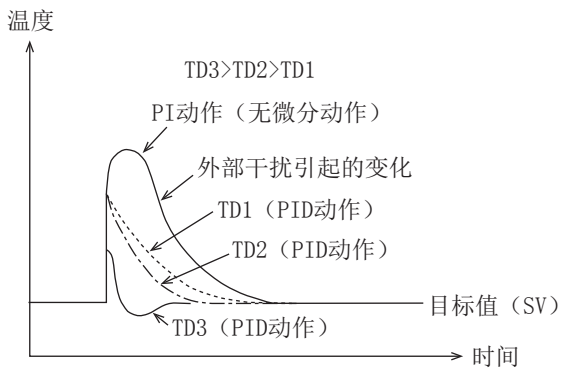 温度
TD3>TD2>TD1
PI动作（无微分动作）
外部干扰引起的变化
TD1（PID动作）
TD2（PID动作）
目标值（SV）
TD3（PID动作）
时间